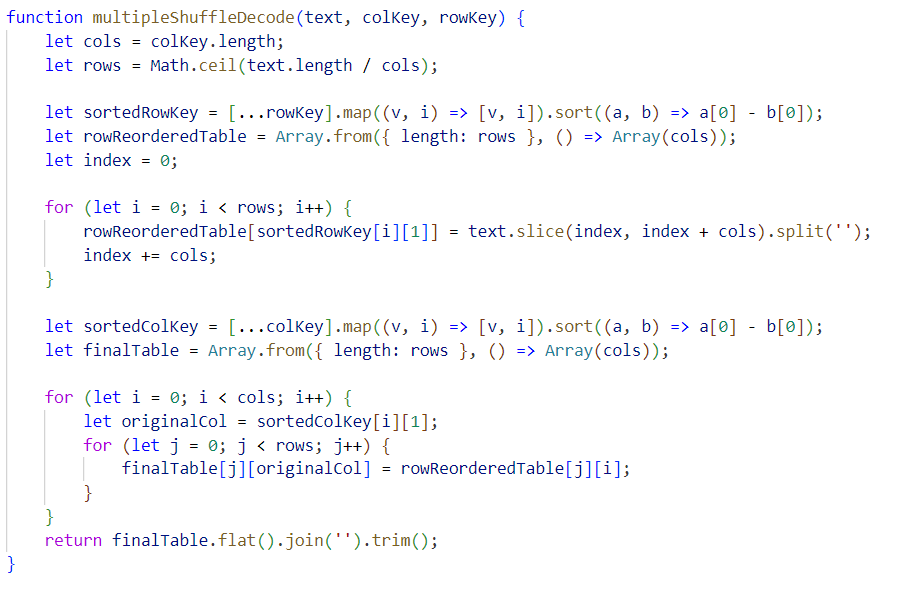 function multipleShuffleDecode(text, colKey, rowKey) {
    let cols = colKey.length;
    let rows = Math.ceil(text.length / cols);

    let sortedRowKey = [...rowKey].map((v, i) => [v, i]).sort((a, b) => a[0] - b[0]);
    let rowReorderedTable = Array.from({ length: rows }, () => Array(cols));
    let index = 0;

    for (let i = 0; i < rows; i++) {
        rowReorderedTable[sortedRowKey[i][1]] = text.slice(index, index + cols).split('');
        index += cols;
    }

    let sortedColKey = [...colKey].map((v, i) => [v, i]).sort((a, b) => a[0] - b[0]);
    let finalTable = Array.from({ length: rows }, () => Array(cols));

    for (let i = 0; i < cols; i++) {
        let originalCol = sortedColKey[i][1];
        for (let j = 0; j < rows; j++) {
            finalTable[j][originalCol] = rowReorderedTable[j][i];
        }
    }
    return finalTable.flat().join('').trim();
}